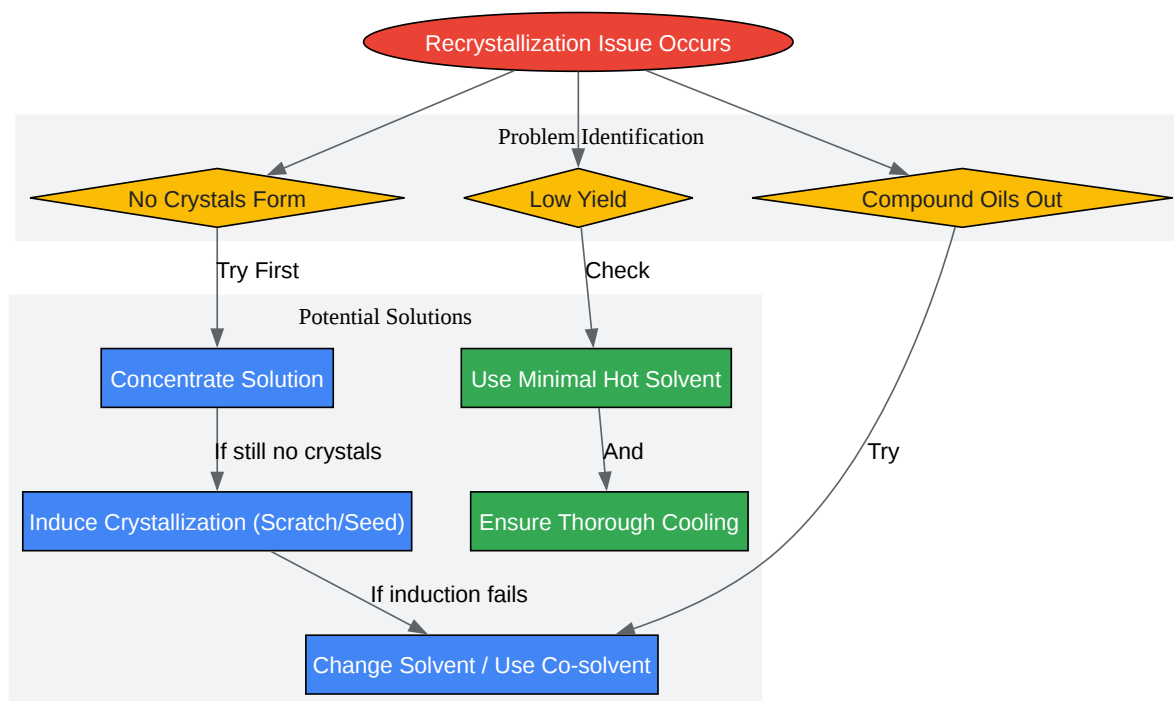 Recrystallization Issue Occurs
Problem Identification
No Crystals Form
Low Yield
Compound Oils Out
Try First
Check
Potential Solutions
Concentrate Solution
Use Minimal Hot Solvent
If still no crystals
And
Try
Induce Crystallization (Scratch/Seed)
Ensure Thorough Cooling
If induction fails
Change Solvent / Use Co-solvent